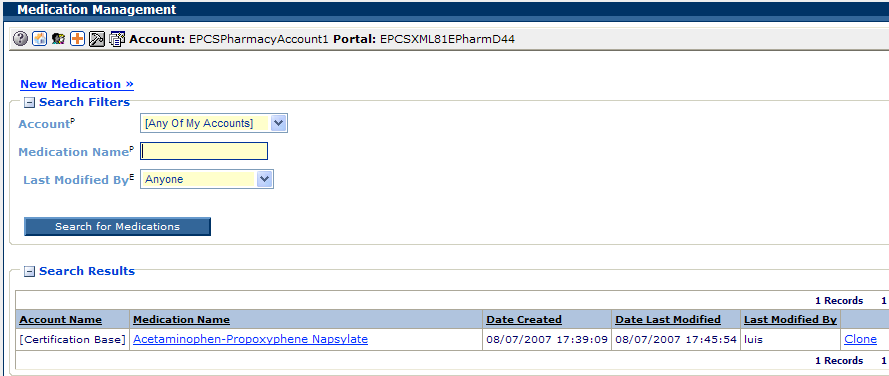 Medication Management
Account: EPCSPharmacyAccount1 Portal: EPCSXML81EPharmD44
New Medication »
Search Filters
AccountP [Any Of My Accounts]
Medication NameP
Last Modified ByE Anyone
Search for Medications
Search Results
1 Records 1
Account Name Medication Name Date Created Date Last Modified Last Modified By
[Certification Base] Acetaminophen-Propoxyphene Napsylate 08/07/2007 17:39:09 08/07/2007 17:45:54 luis Clone
1 Records 1